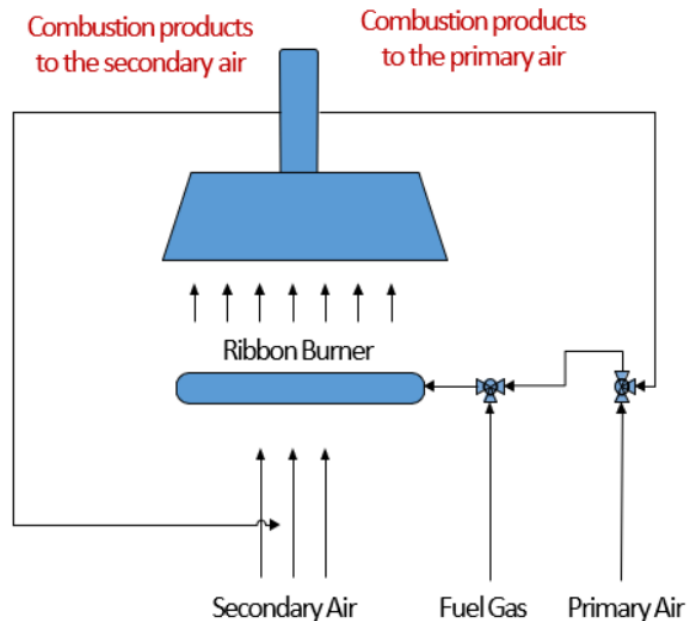 Combustion products
to the secondary air
Combustion products
to the primary air
Ribbon Burner
Secondary Air
Fuel Gas
Primary Air